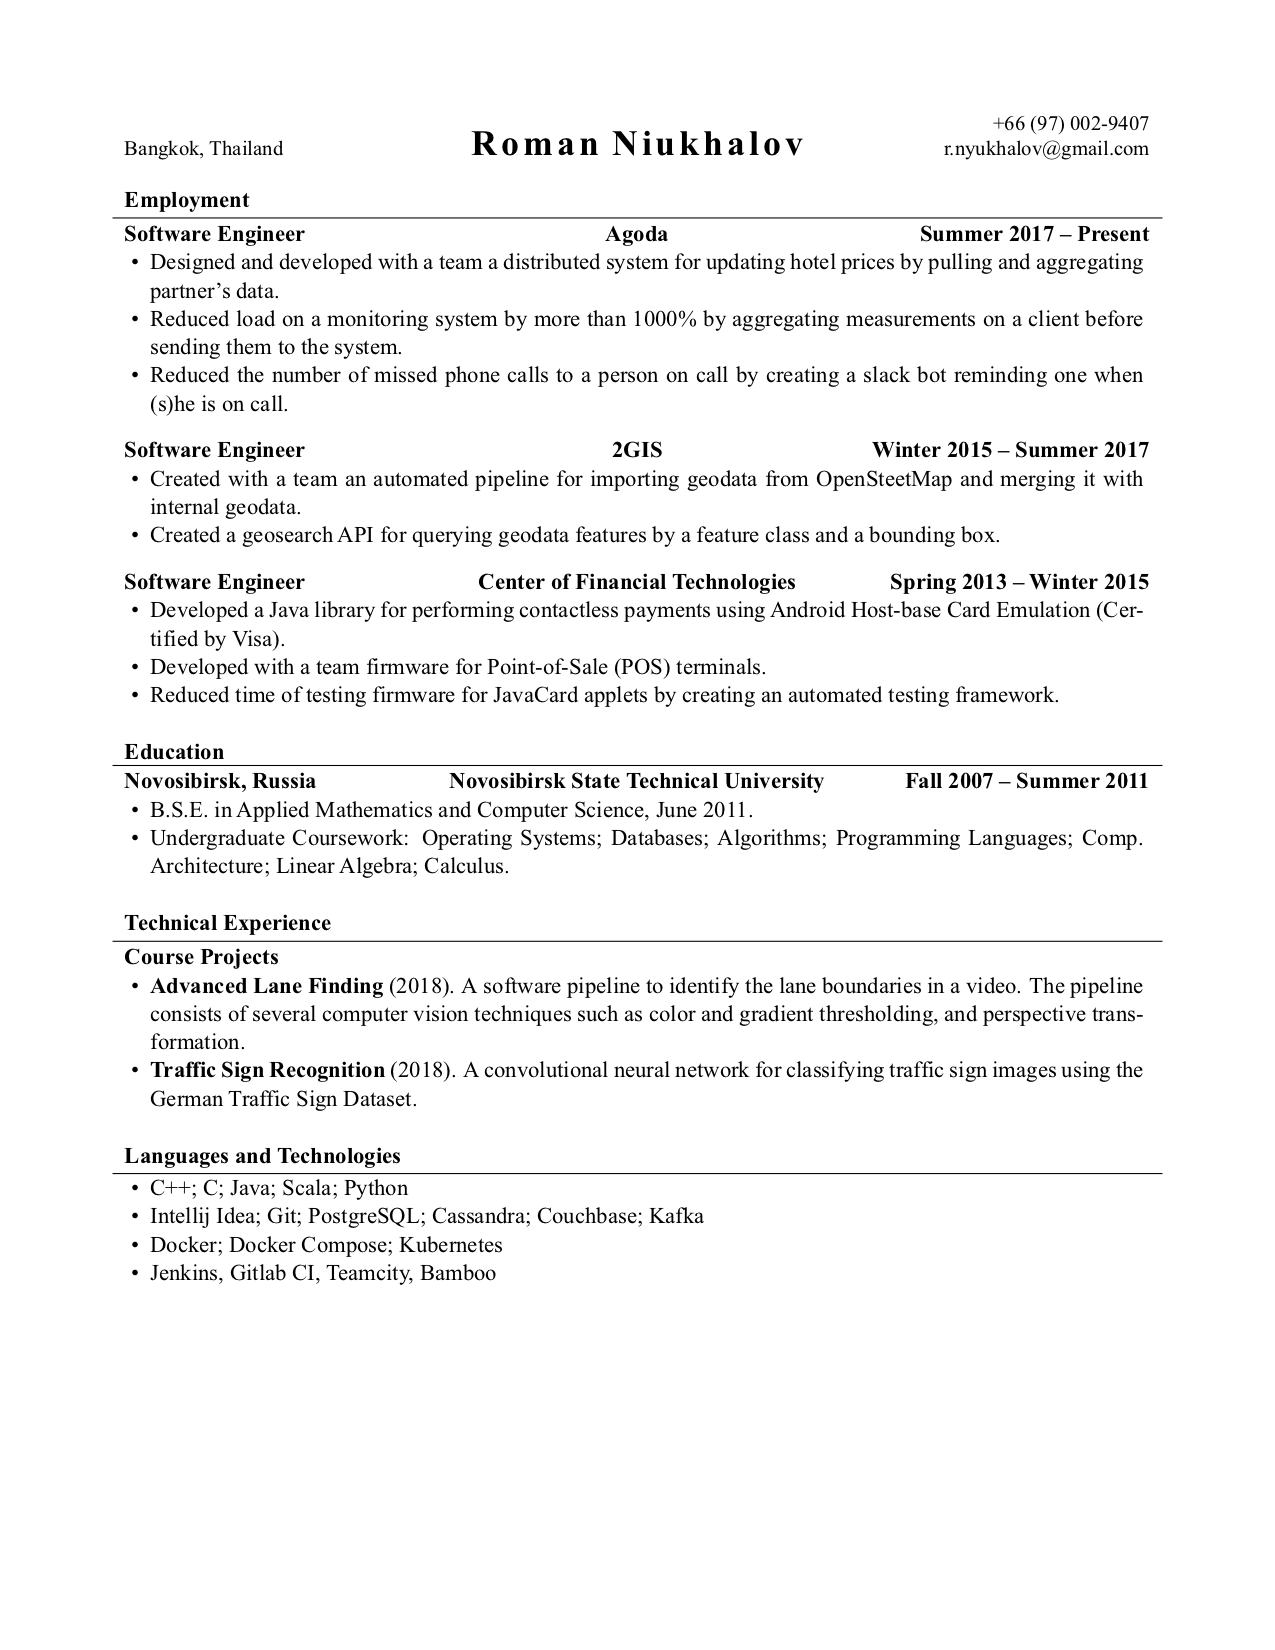 +66 (97) 002-9407
Bangkok, Thailand Roman Niukhalov r.nyukhalov@gmail.com
Employment
Software Engineer Agoda Summer 2017 – Present
• Designed and developed with a team a distributed system for updating hotel prices by pulling and aggregating
partner’s data.
• Reduced load on a monitoring system by more than 1000% by aggregating measurements on a client before
sending them to the system.
• Reduced the number of missed phone calls to a person on call by creating a slack bot reminding one when
(s)he is on call.
Software Engineer 2GIS Winter 2015 – Summer 2017
• Created with a team an automated pipeline for importing geodata from OpenSteetMap and merging it with
internal geodata.
• Created a geosearch API for querying geodata features by a feature class and a bounding box.
Software Engineer Center of Financial Technologies Spring 2013 – Winter 2015
• Developed a Java library for performing contactless payments using Android Host-base Card Emulation (Cer-
tified by Visa).
• Developed with a team firmware for Point-of-Sale (POS) terminals.
• Reduced time of testing firmware for JavaCard applets by creating an automated testing framework.
Education
Novosibirsk, Russia Novosibirsk State Technical University Fall 2007 – Summer 2011
• B.S.E. in Applied Mathematics and Computer Science, June 2011.
• Undergraduate Coursework: Operating Systems; Databases; Algorithms; Programming Languages; Comp.
Architecture; Linear Algebra; Calculus.
Technical Experience
Course Projects
• Advanced Lane Finding (2018). A software pipeline to identify the lane boundaries in a video. The pipeline
consists of several computer vision techniques such as color and gradient thresholding, and perspective trans-
formation.
• Traffic Sign Recognition (2018). A convolutional neural network for classifying traffic sign images using the
German Traffic Sign Dataset.
Languages and Technologies
• C++; C; Java; Scala; Python
• Intellij Idea; Git; PostgreSQL; Cassandra; Couchbase; Kafka
• Docker; Docker Compose; Kubernetes
• Jenkins, Gitlab CI, Teamcity, Bamboo